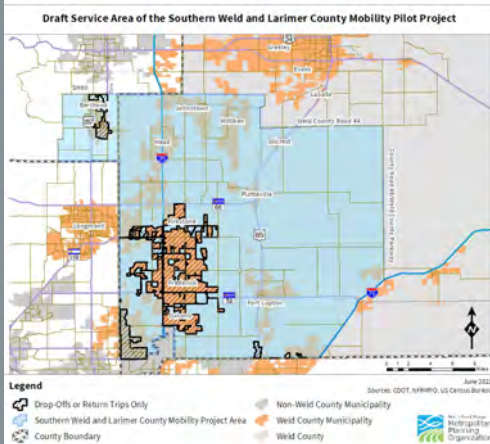 Draft Service Area of the Southern Weld and Larimer County Mobility Pilot Project
Greeley
Evans
LaSalle
Berthoud
Johnstown
Milliken
Weld County Road 44
Gilcrest
Mead
Platteville
Firestone
Longmont
Frederick
85
Fort Lupton
County Road 49/Weld County Parkway
N
June 202
Sources: CDOT, NFRMPO, US Census Bureau
Legend
Drop-Offs or Return Trips Only
Southern Weld and Larimer County Mobility Project Area
County Boundary
Non-Weld County Municipality
Weld County Municipality
Weld County
Metropolitan
Planning
Organization